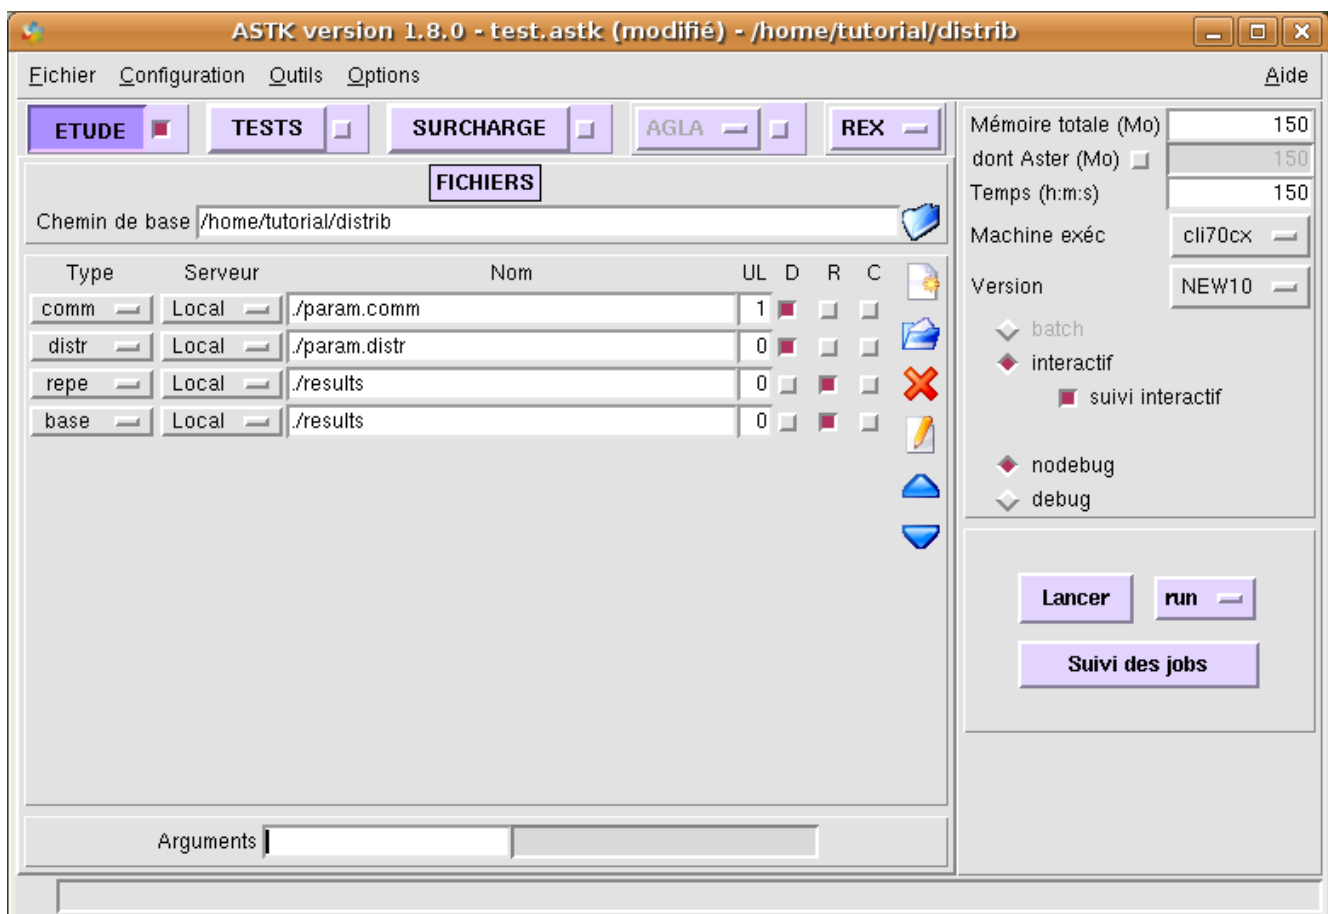 ASTK version 1.8.0 - test.astk (modifié) - /home/tutorial/distrib
Fichier Configuration Outils Options Aide
ETUDE TESTS SURCHARGE AGLA REX
FICHIERS
Chemin de base /home/tutorial/distrib
Type Serveur Nom UL D R C
comm Local ./param.comm 1
distr Local ./param.distr 0
repe Local ./results 0
base Local ./results 0
Arguments
Mémoire totale (Mo) 150
dont Aster (Mo) 150
Temps (h:m:s) 150
Machine exéc cli70cx
Version NEW10
batch
interactif
suivi interactif
nodebug
debug
Lancer run
Suivi des jobs